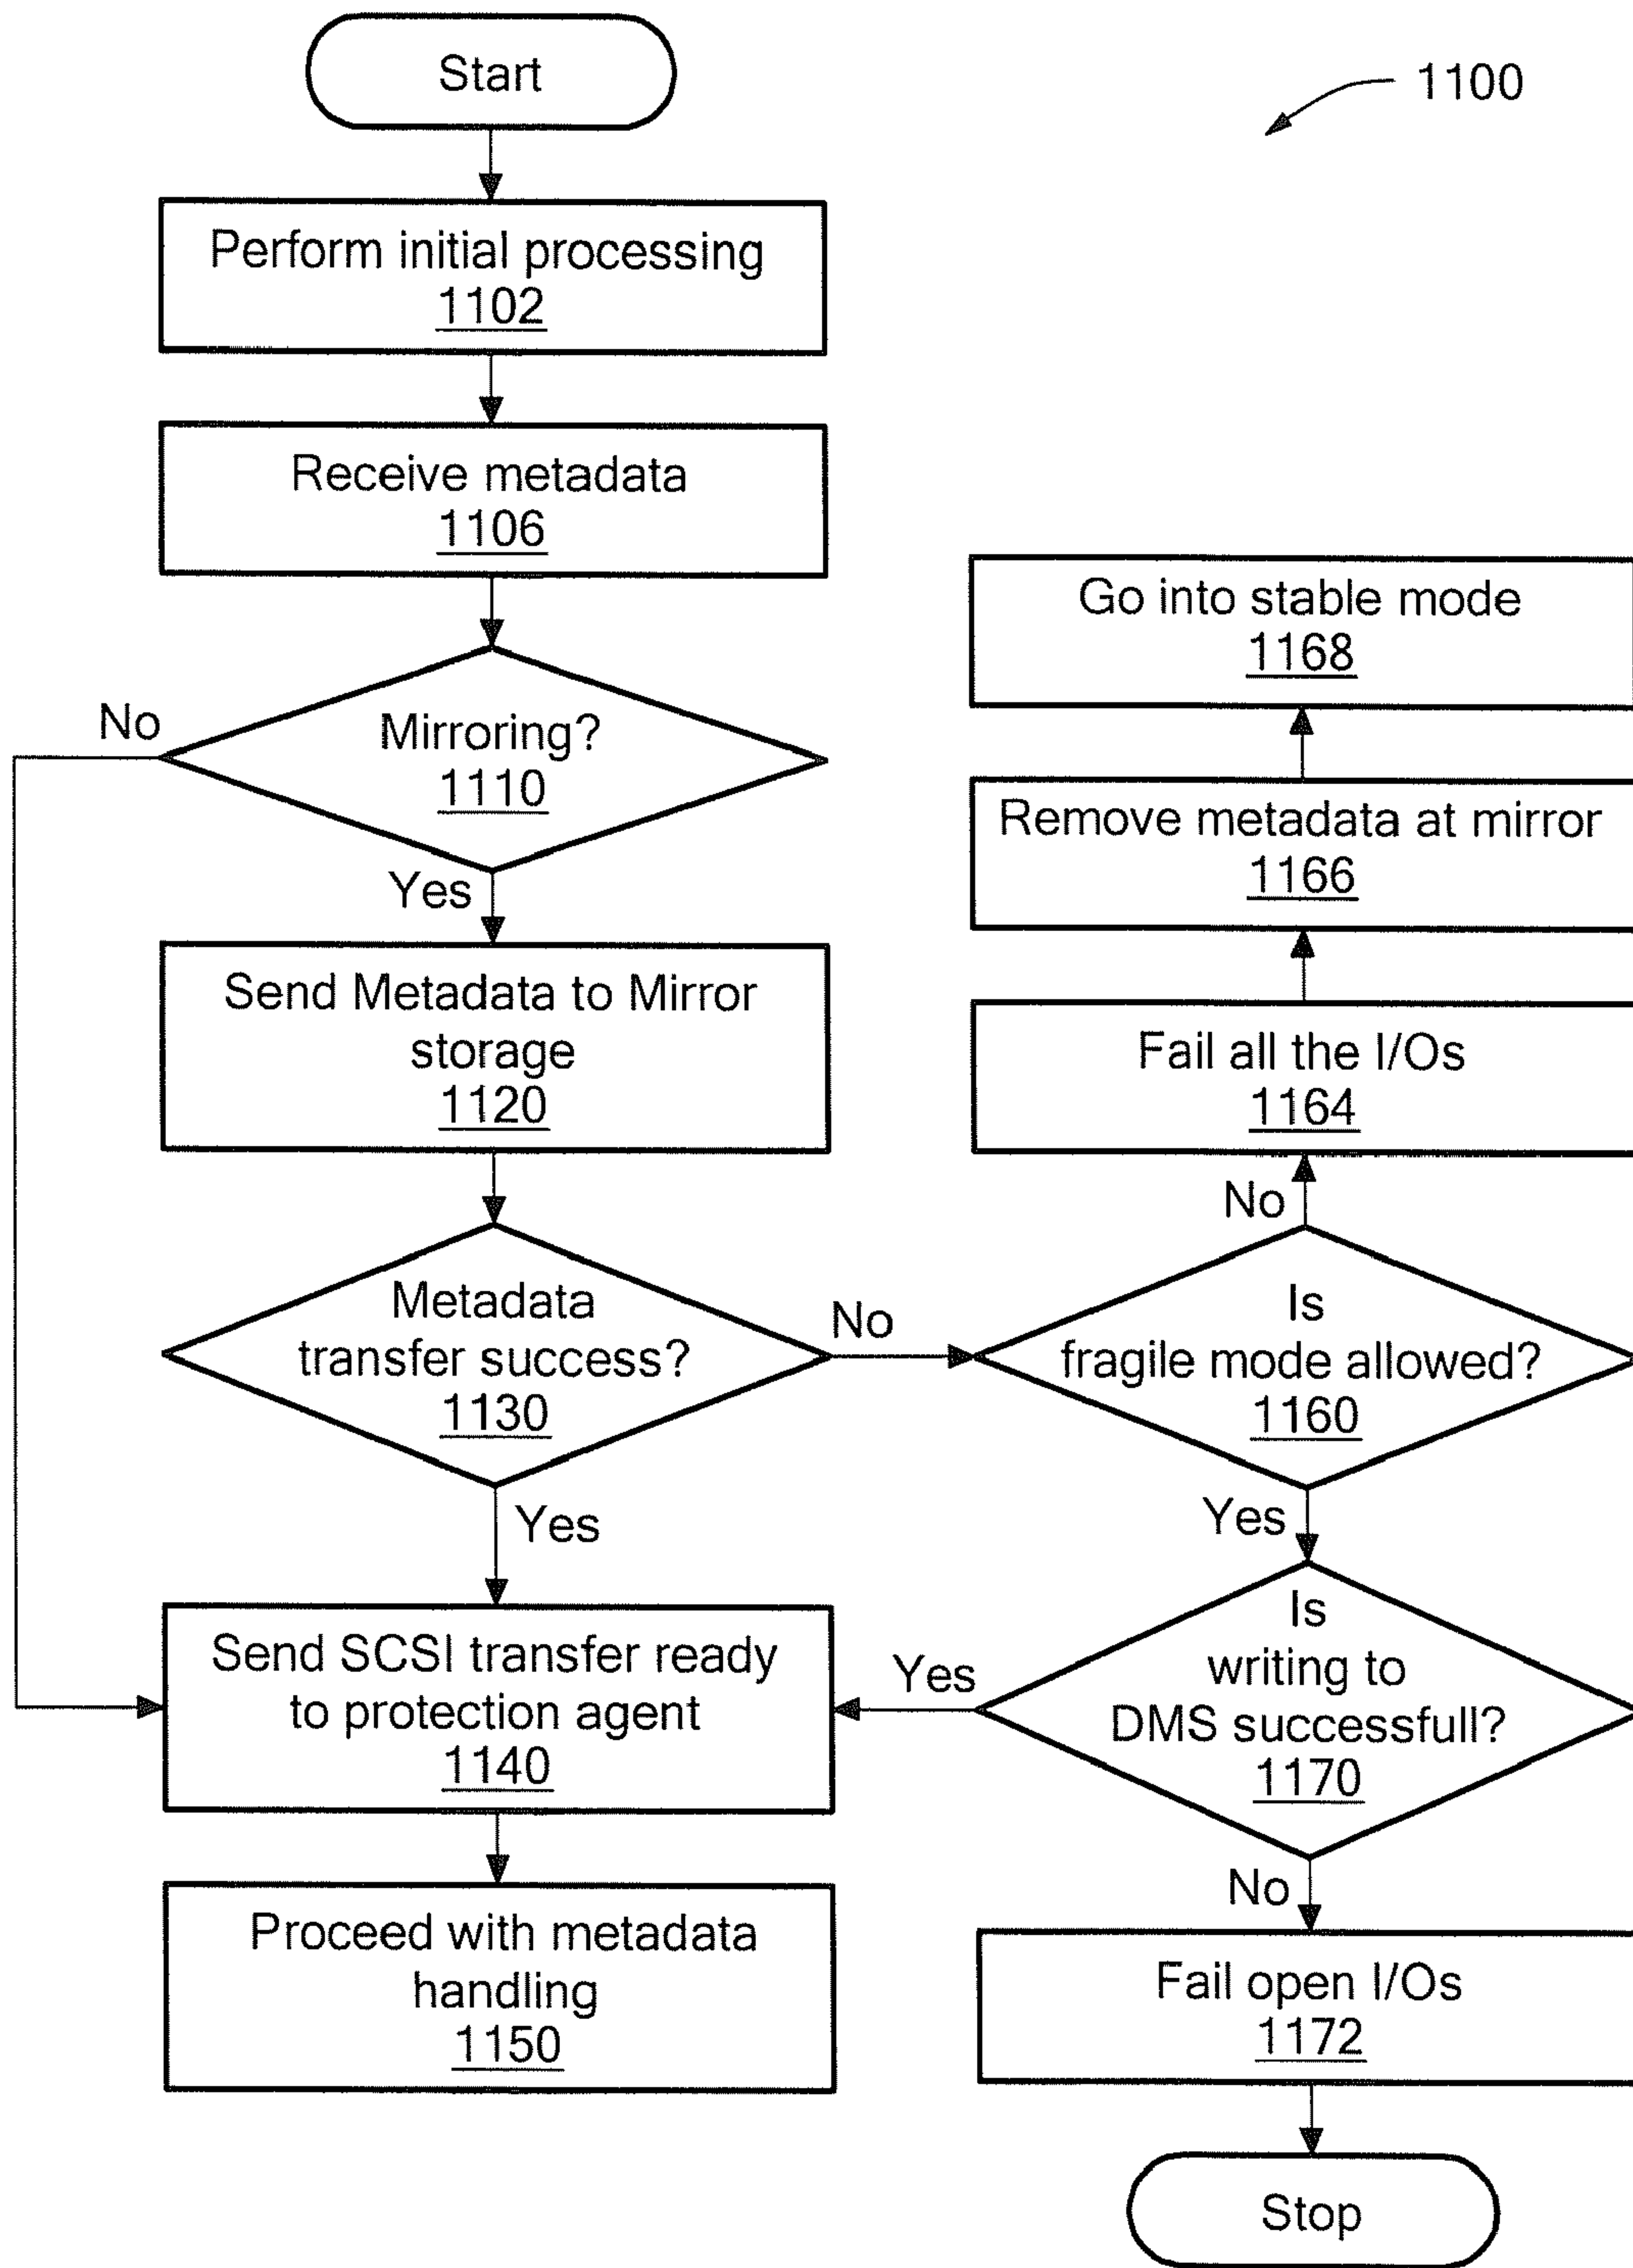 Start
1100
Perform initial processing
1102
Receive metadata
1106
Mirroring?
1110
No
Yes
Send Metadata to Mirror
storage
1120
Metadata
transfer success?
1130
No
Yes
Send SCSI transfer ready
to protection agent
1140
Proceed with metadata
handling
1150
Go into stable mode
1168
Remove metadata at mirror
1166
Fail all the I/Os
1164
No
Is
fragile mode allowed?
1160
Yes
Is
writing to
DMS successfull?
1170
Yes
No
Fail open I/Os
1172
Stop